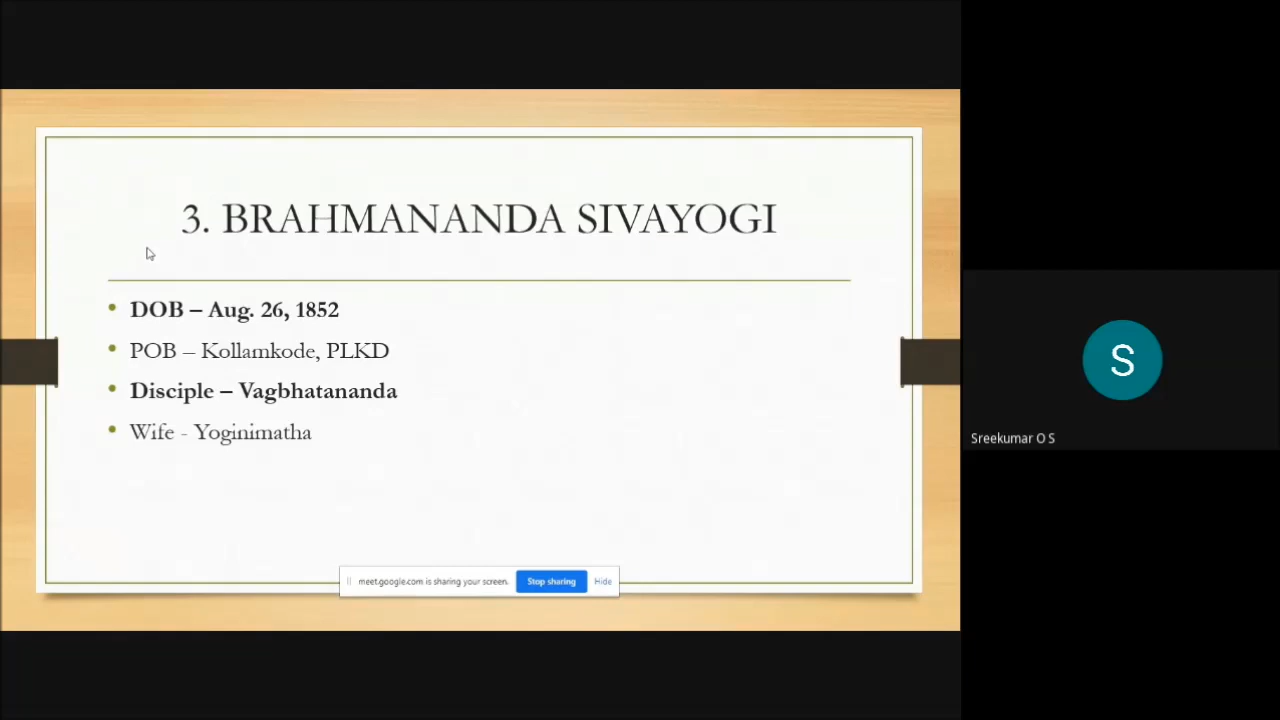 3. BRAHMANANDA SIVAYOGI
• DOB – Aug. 26, 1852
• POB – Kollamkode, PLKD
• Disciple – Vagbhatananda
• Wife - Yoginimatha
meet.google.com is sharing your screen. Stop sharing Hide
S
Sreekumar O S